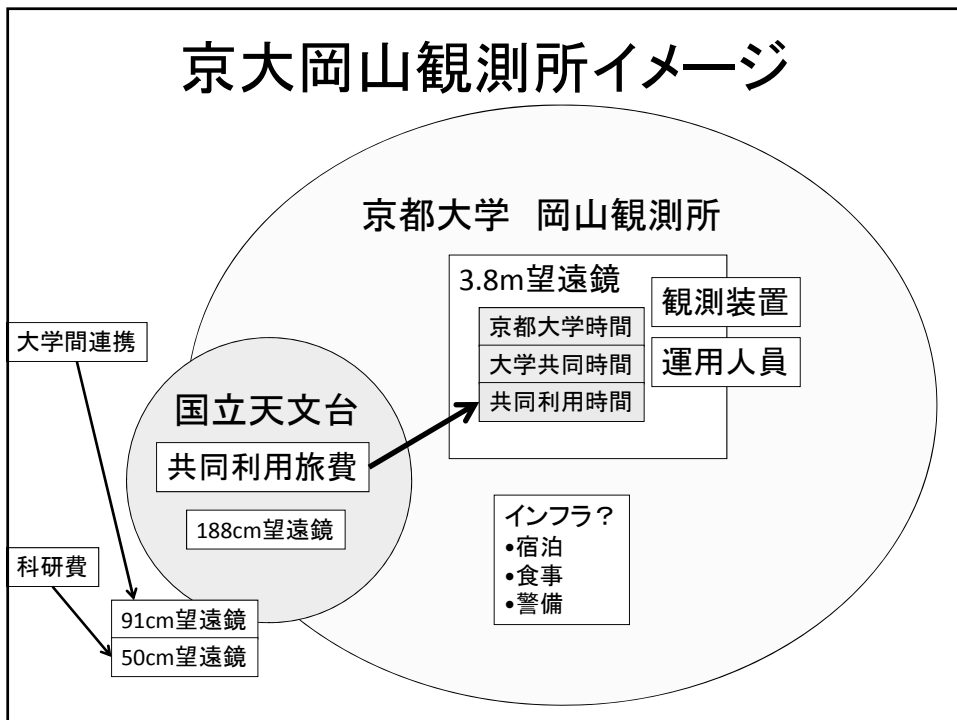 京大岡山観測所イメージ
京都大学　岡山観測所
3.8m望遠鏡
京都大学時間
大学共同時間
共同利用時間
観測装置
運用人員
大学間連携
国立天文台
共同利用旅費
188cm望遠鏡
科研費
91cm望遠鏡
50cm望遠鏡
インフラ？
•宿泊
•食事
•警備